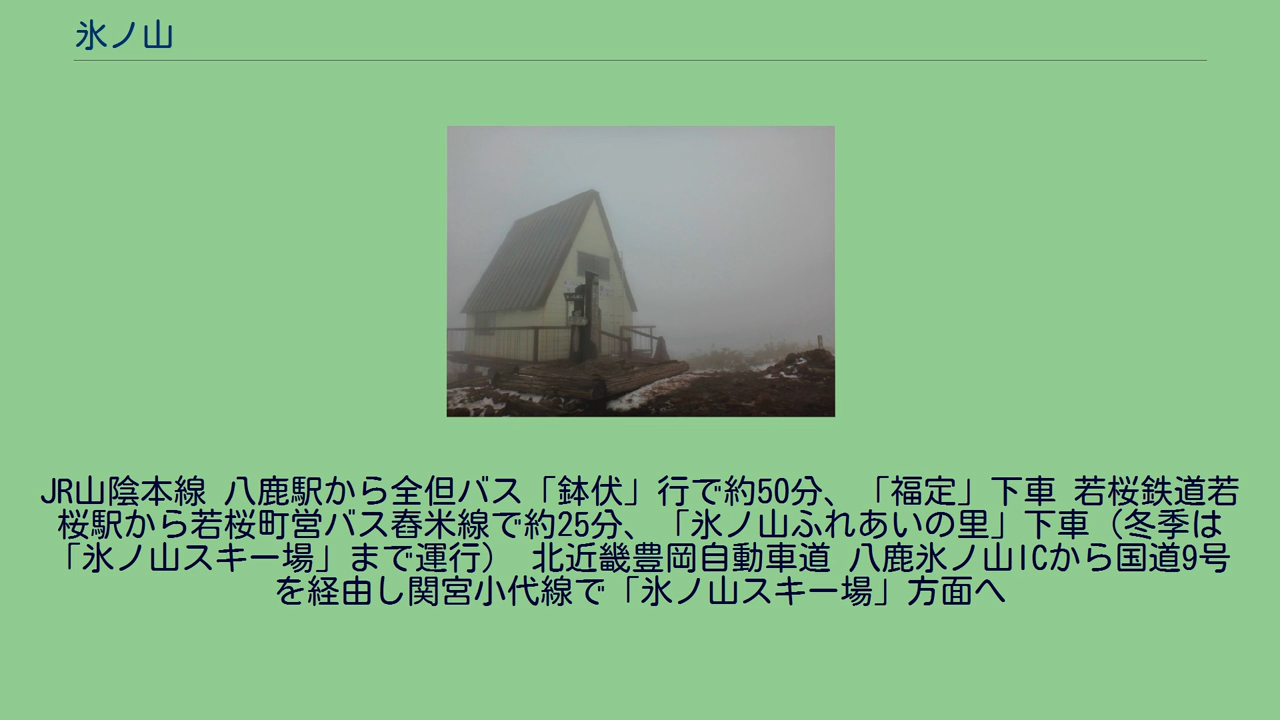 氷ノ山
JR山陰本線 八鹿駅から全但バス「鉢伏」行で約50分、「福定」下車 若桜鉄道若
桜駅から若桜町営バス舂米線で約25分、「氷ノ山ふれあいの里」下車（冬季は
「氷ノ山スキー場」まで運行） 北近畿豊岡自動車道 八鹿氷ノ山ICから国道9号
を経由し関宮小代線で「氷ノ山スキー場」方面へ